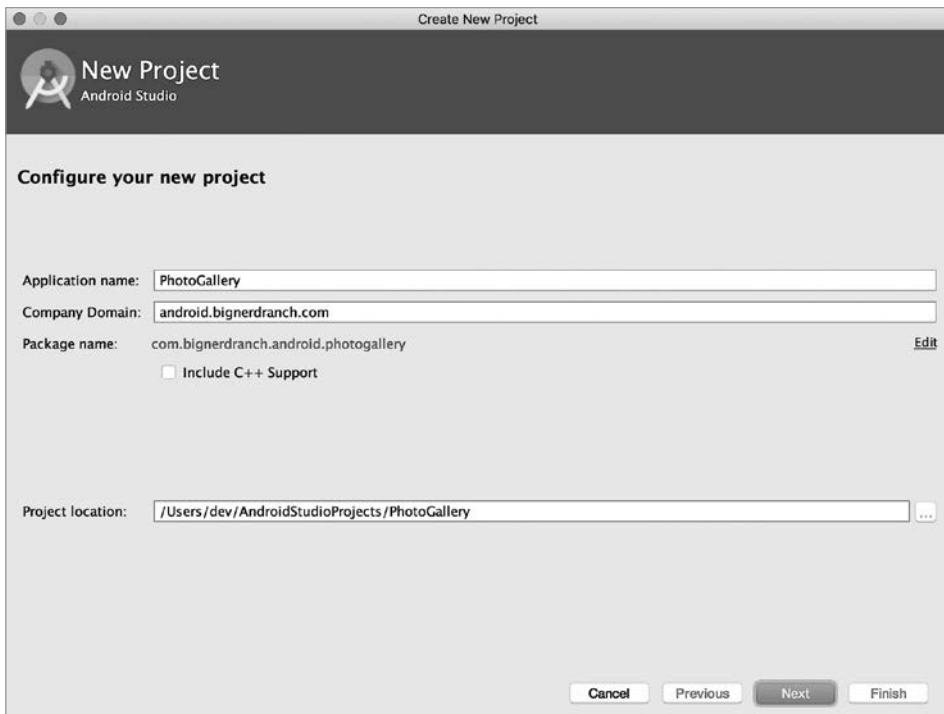 Create New Project
New Project
Android Studio
Configure your new project
Application name: PhotoGallery
Company Domain: android.bignerdranch.com
Package name: com.bignerdranch.android.photogallery Edit
Include C++ Support
Project location: /Users/dev/AndroidStudioProjects/PhotoGallery ...
Cancel Previous Next Finish